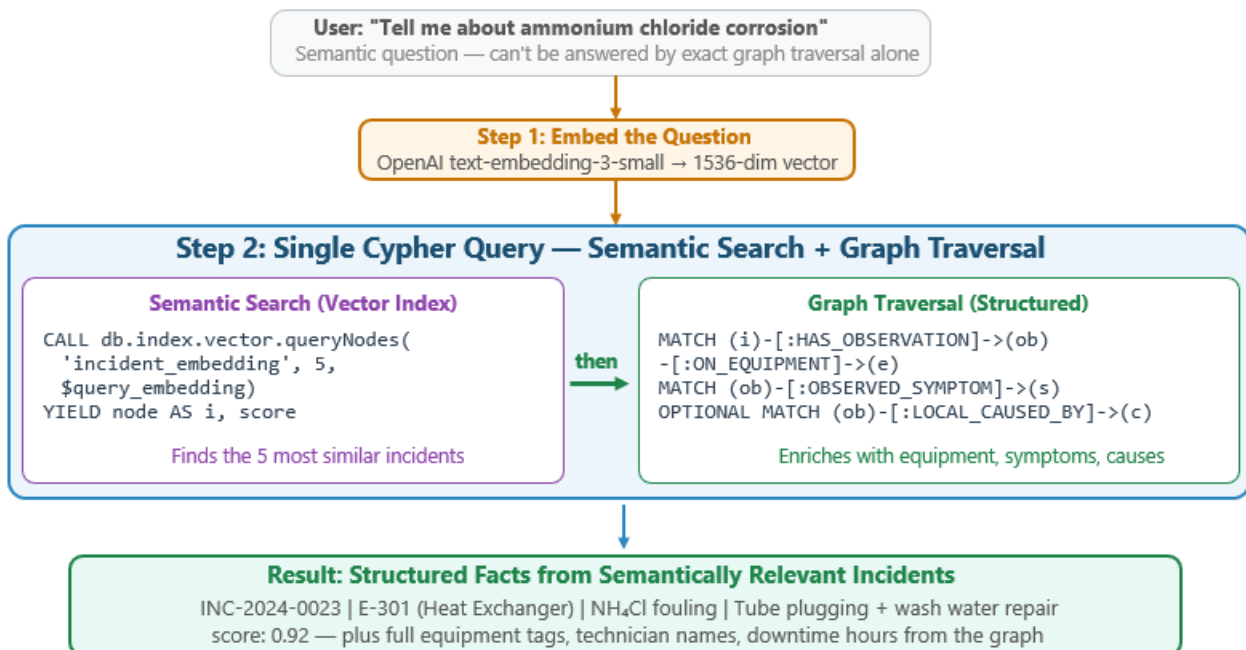 User: "Tell me about ammonium chloride corrosion"
Semantic question — can't be answered by exact graph traversal alone
Step 1: Embed the Question
OpenAI text-embedding-3-small → 1536-dim vector
Step 2: Single Cypher Query — Semantic Search + Graph Traversal
Semantic Search (Vector Index)
CALL db.index.vector.queryNodes(
'incident_embedding', 5,
$query_embedding)
YIELD node AS i, score
Finds the 5 most similar incidents
then
Graph Traversal (Structured)
MATCH (i)-[:HAS_OBSERVATION]->(ob)
-[:ON_EQUIPMENT]->(e)
MATCH (ob)-[:OBSERVED_SYMPTOM]->(s)
OPTIONAL MATCH (ob)-[:LOCAL_CAUSED_BY]->(c)
Enriches with equipment, symptoms, causes
Result: Structured Facts from Semantically Relevant Incidents
INC-2024-0023 | E-301 (Heat Exchanger) | NH₄Cl fouling | Tube plugging + wash water repair
score: 0.92 — plus full equipment tags, technician names, downtime hours from the graph